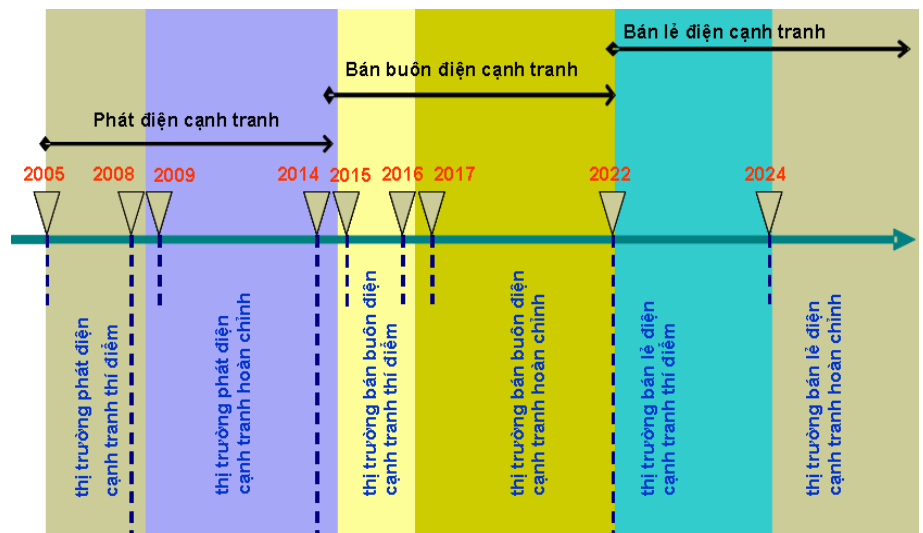 Bán lẻ điện cạnh tranh
Bán buôn điện cạnh tranh
Phát điện cạnh tranh
2005
2008
2009
2014
2015
2016
2017
2022
2024
thị trường phát điện
cạnh tranh thí điểm
thị trường phát điện
cạnh tranh hoàn chỉnh
thị trường bán buôn điện
cạnh tranh thí điểm
thị trường bán buôn điện
cạnh tranh hoàn chỉnh
thị trường bán lẻ điện
cạnh tranh thí điểm
thị trường bán lẻ điện
cạnh tranh hoàn chỉnh